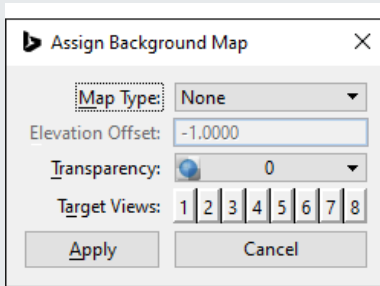 Assign Background Map
Map Type: None
Elevation Offset: -1.0000
Transparency: 0
Target Views: 1 2 3 4 5 6 7 8
Apply Cancel